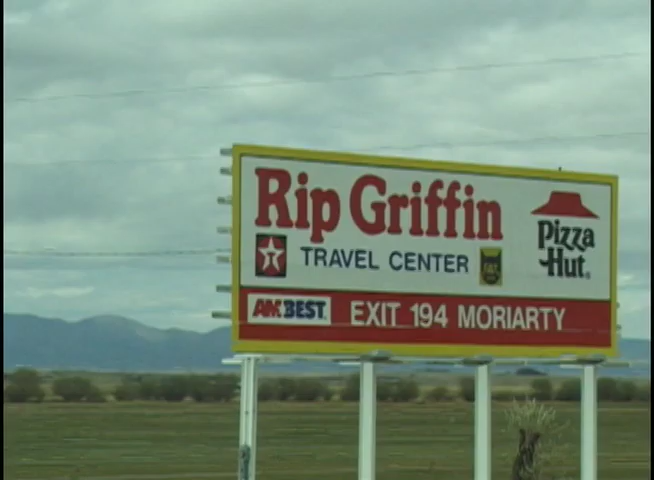 Rip Griffin
TRAVEL CENTER
Pizza
Hut
AMBEST
EXIT 194 MORIARTY